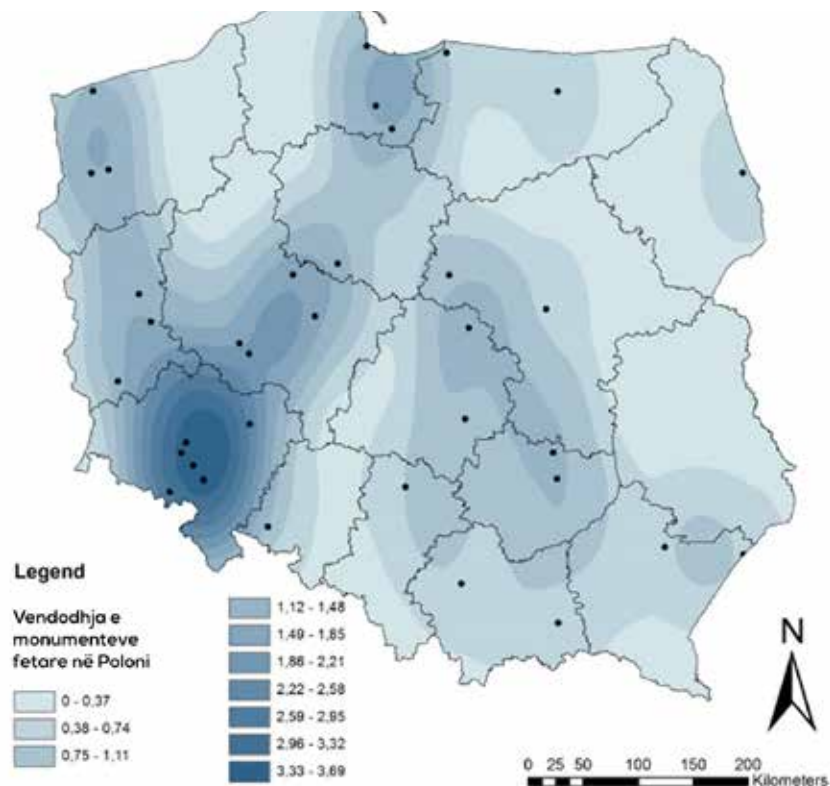 Legend
Vendodhja e
monumenteve
fetare në Poloni
0 - 0,37
0,38 - 0,74
0,75 - 1,11
1,12 - 1,48
1,49 - 1,85
1,86 - 2,21
2,22 - 2,58
2,59 - 2,95
2,96 - 3,32
3,33 - 3,69
N
0 25 50 100 150 200
Kilometers